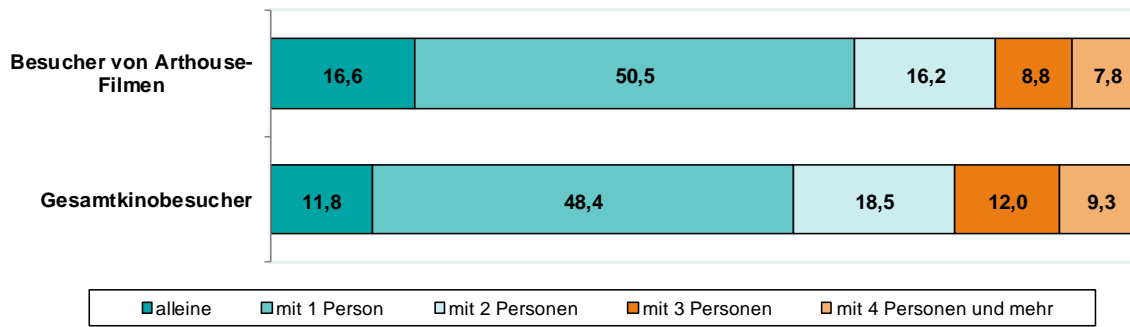 Besucher von Arthouse-
Filmen
16,6 50,5 16,2 8,8 7,8
Gesamtkinobesucher
11,8 48,4 18,5 12,0 9,3
alleine mit 1 Person mit 2 Personen mit 3 Personen mit 4 Personen und mehr